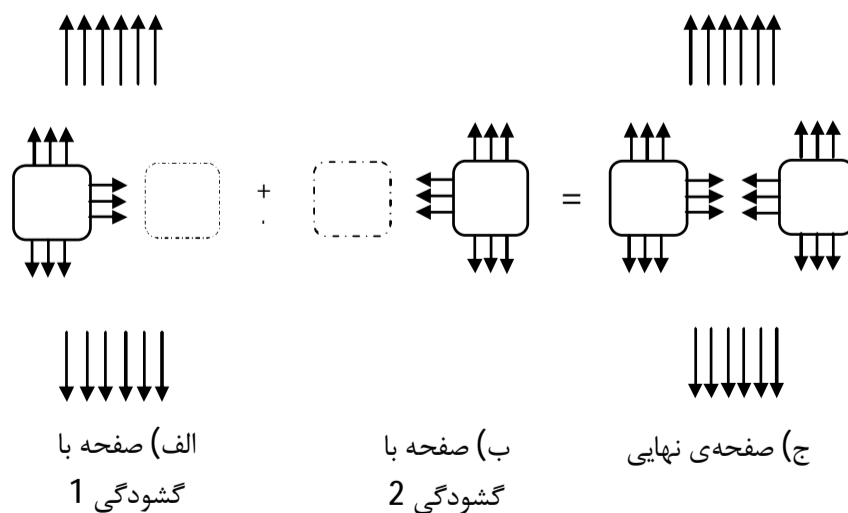 +
=
الف) صفحه با
گشودگی 1
ب) صفحه با
گشودگی 2
ج) صفحه‌ی نهایی